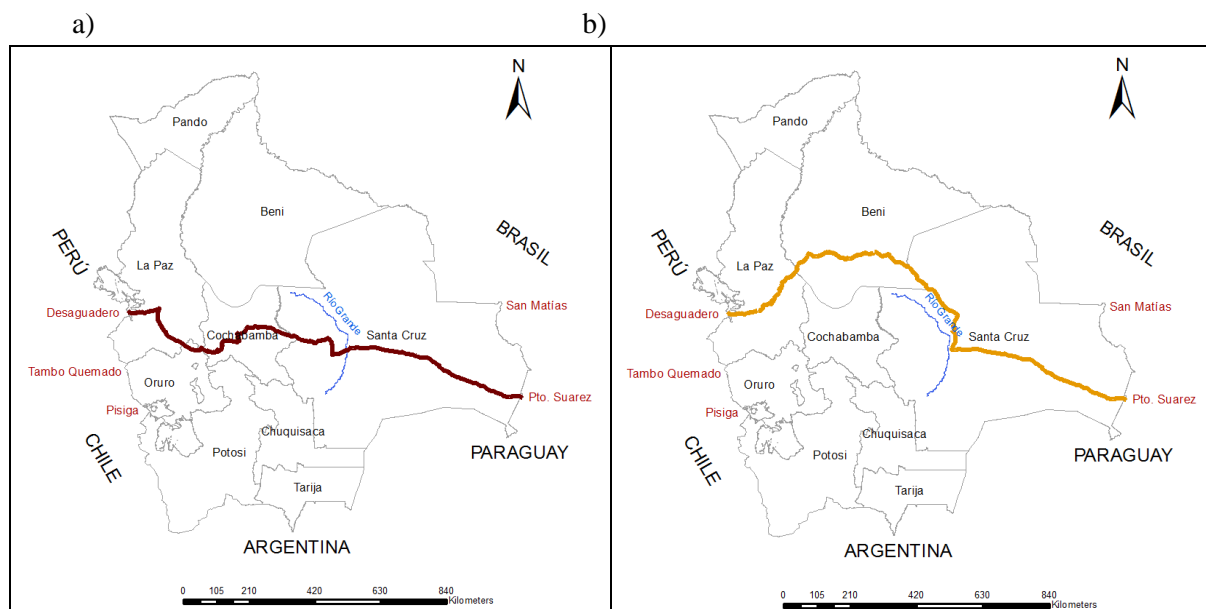 a)
b)
N
Pando
Beni
PERÚ
BRASIL
La Paz
San Matías
Desaguadero
Río Grande
Cochabamba
Santa Cruz
Tambo Quemado
Oruro
Pto. Suarez
Pisiga
Chuquisaca
CHILE
Potosi
PARAGUAY
Tarija
ARGENTINA
0 105 210 420 630 840
Kilometers
N
Pando
Beni
PERÚ
BRASIL
La Paz
San Matías
Desaguadero
Río Grande
Cochabamba
Santa Cruz
Tambo Quemado
Oruro
Pto. Suarez
Pisiga
Chuquisaca
CHILE
Potosi
PARAGUAY
Tarija
ARGENTINA
0 105 210 420 630 840
Kilometers